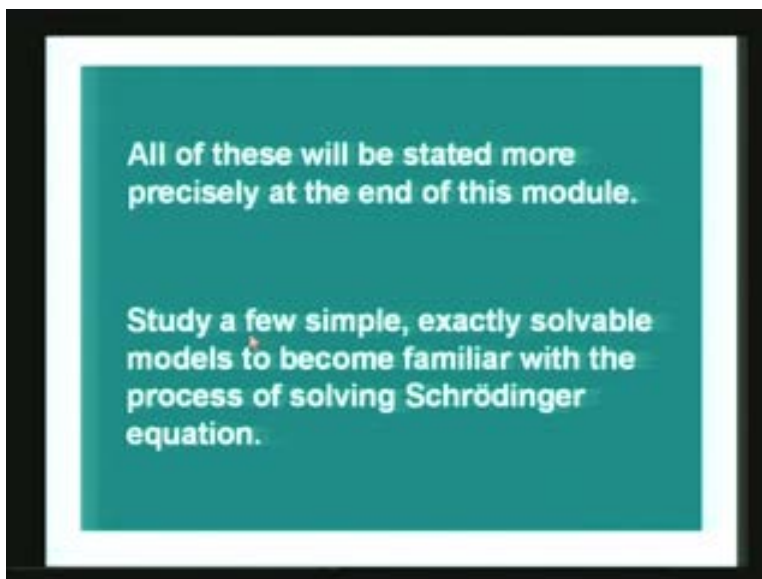 All of these will be stated more
precisely at the end of this module.
Study a few simple, exactly solvable
models to become familiar with the
process of solving Schrödinger
equation.